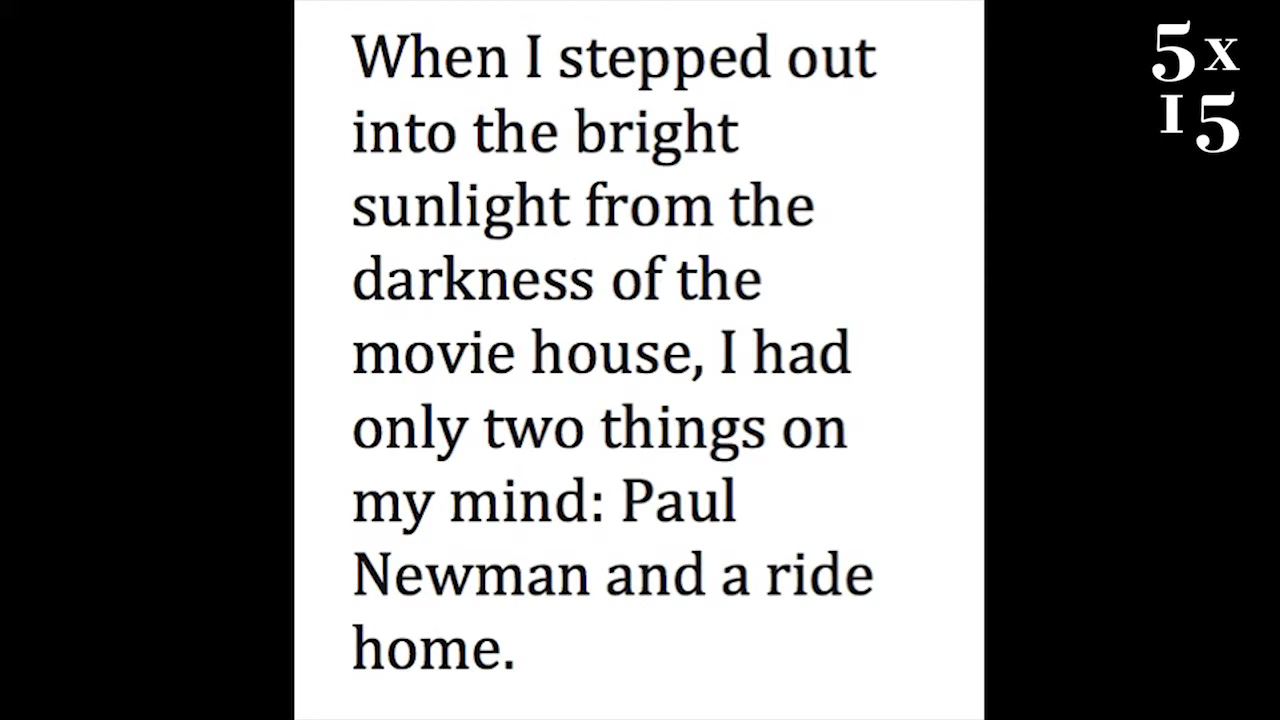 When I stepped out
into the bright
sunlight from the
darkness of the
movie house, I had
only two things on
my mind: Paul
Newman and a ride
home.
5 x
15